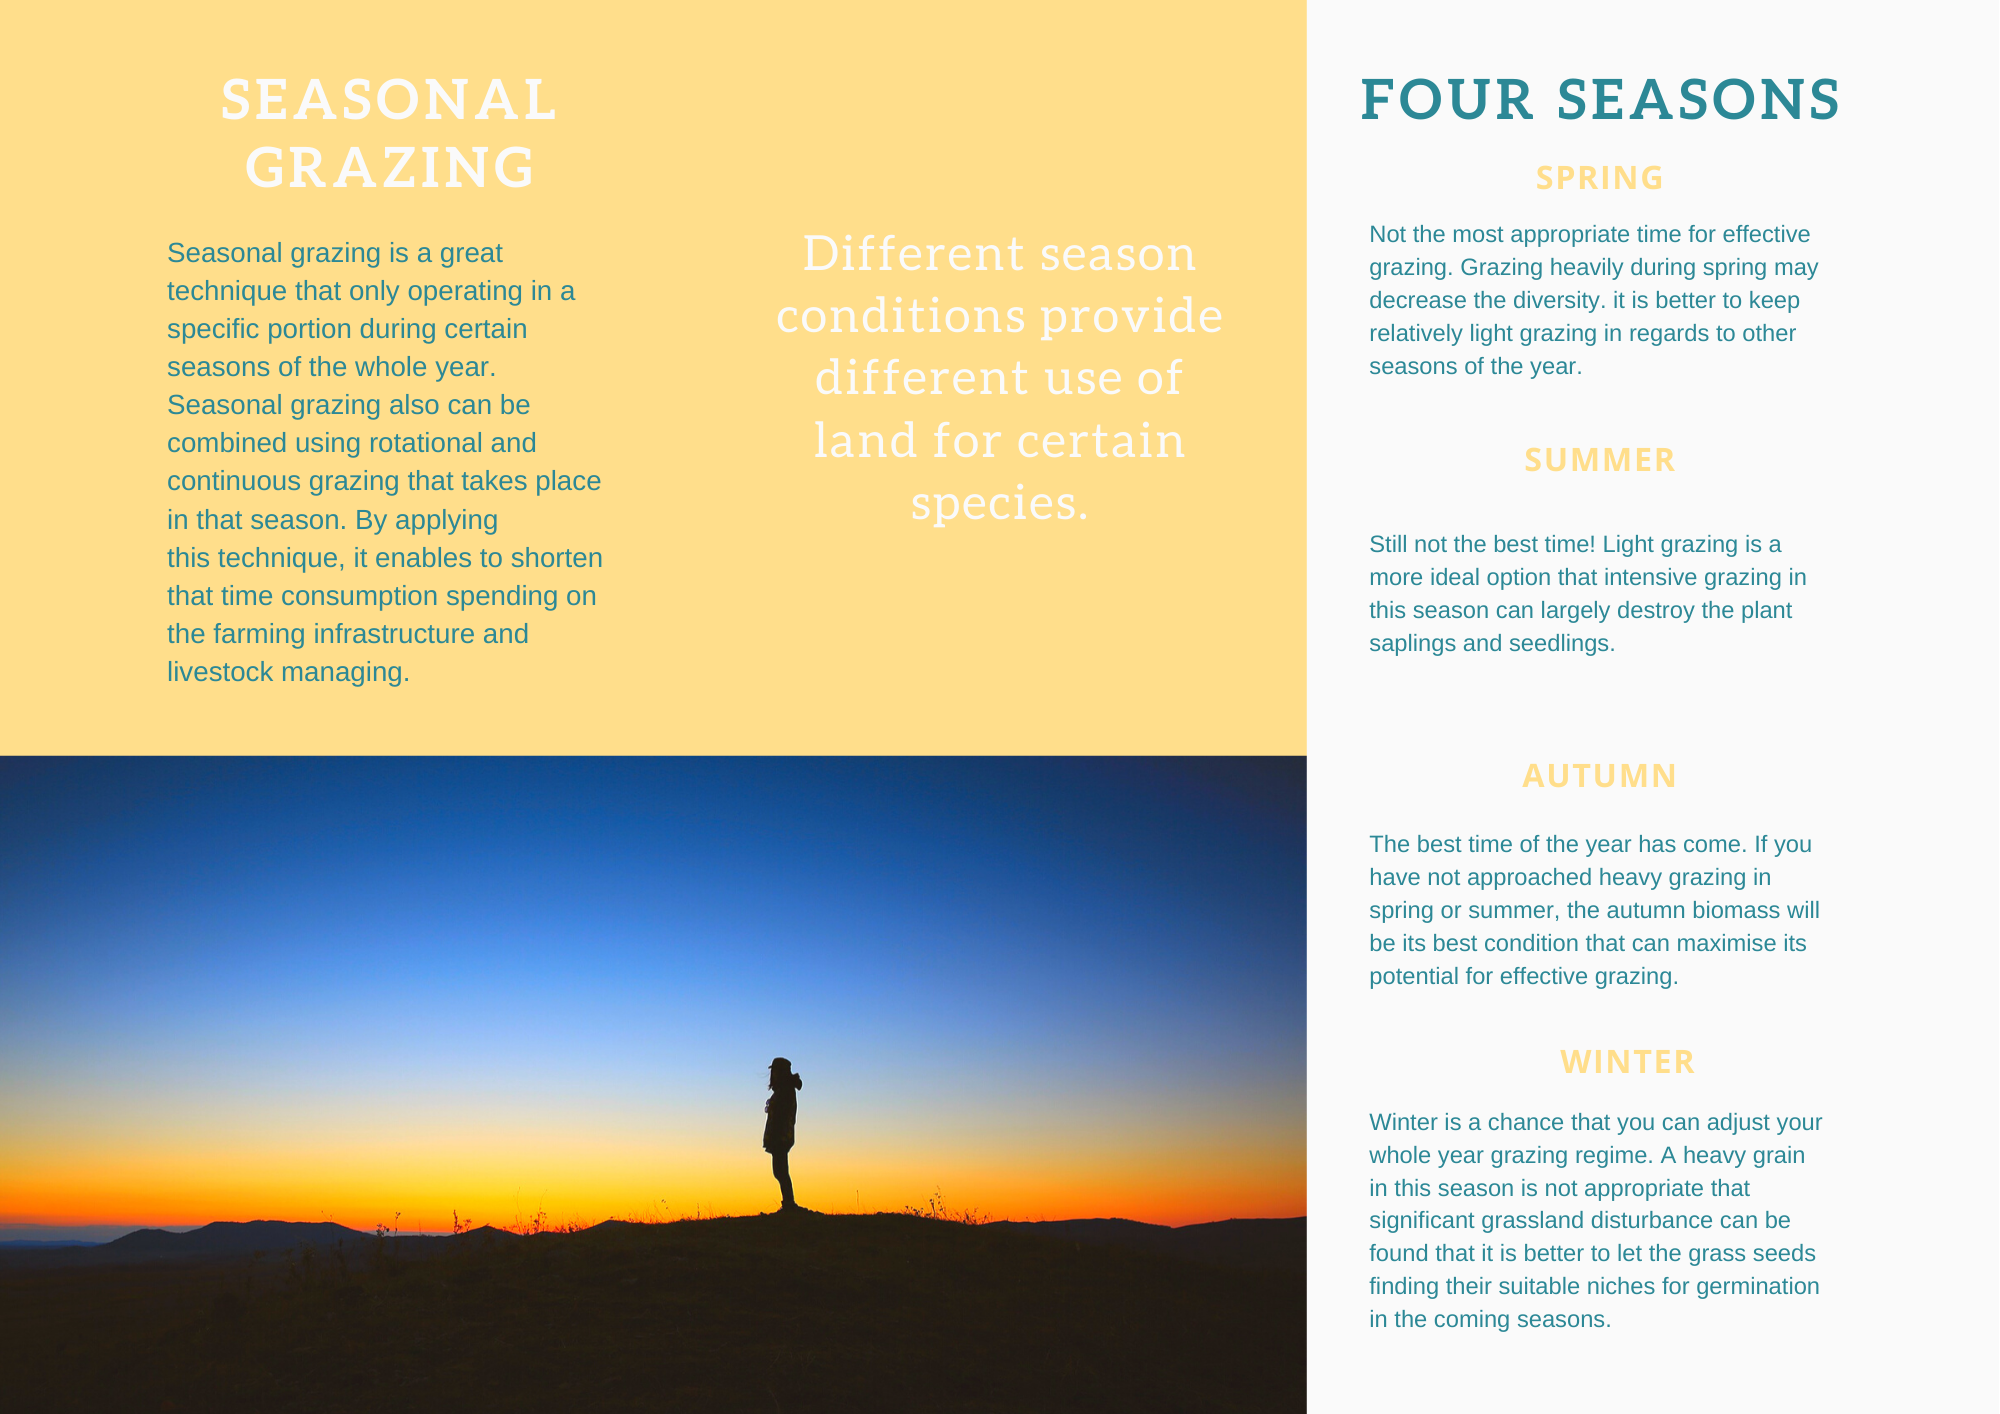 SEASONAL
GRAZING
Seasonal grazing is a great
technique that only operating in a
specific portion during certain
seasons of the whole year.
Seasonal grazing also can be
combined using rotational and
continuous grazing that takes place
in that season. By applying
this technique, it enables to shorten
that time consumption spending on
the farming infrastructure and
livestock managing.
Different season
conditions provide
different use of
land for certain
species.
FOUR SEASONS
SPRING
Not the most appropriate time for effective
grazing. Grazing heavily during spring may
decrease the diversity. it is better to keep
relatively light grazing in regards to other
seasons of the year.
SUMMER
Still not the best time! Light grazing is a
more ideal option that intensive grazing in
this season can largely destroy the plant
saplings and seedlings.
AUTUMN
The best time of the year has come. If you
have not approached heavy grazing in
spring or summer, the autumn biomass will
be its best condition that can maximise its
potential for effective grazing.
WINTER
Winter is a chance that you can adjust your
whole year grazing regime. A heavy grain
in this season is not appropriate that
significant grassland disturbance can be
found that it is better to let the grass seeds
finding their suitable niches for germination
in the coming seasons.